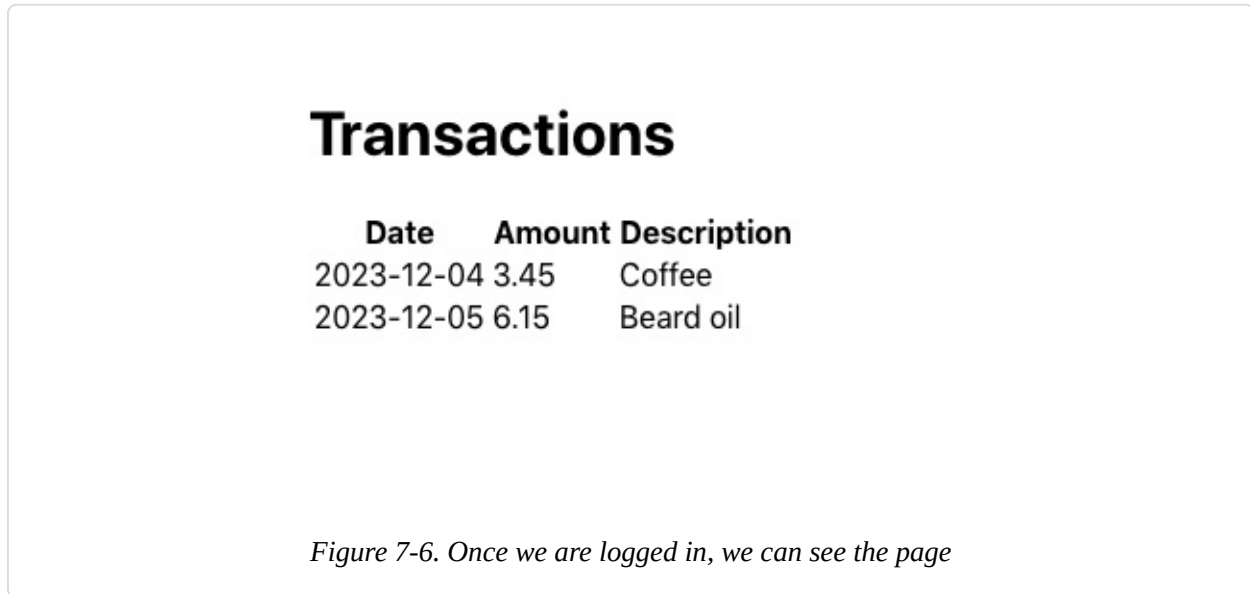 Transactions
Date Amount Description
2023-12-04 3.45 Coffee
2023-12-05 6.15 Beard oil
Figure 7-6. Once we are logged in, we can see the page